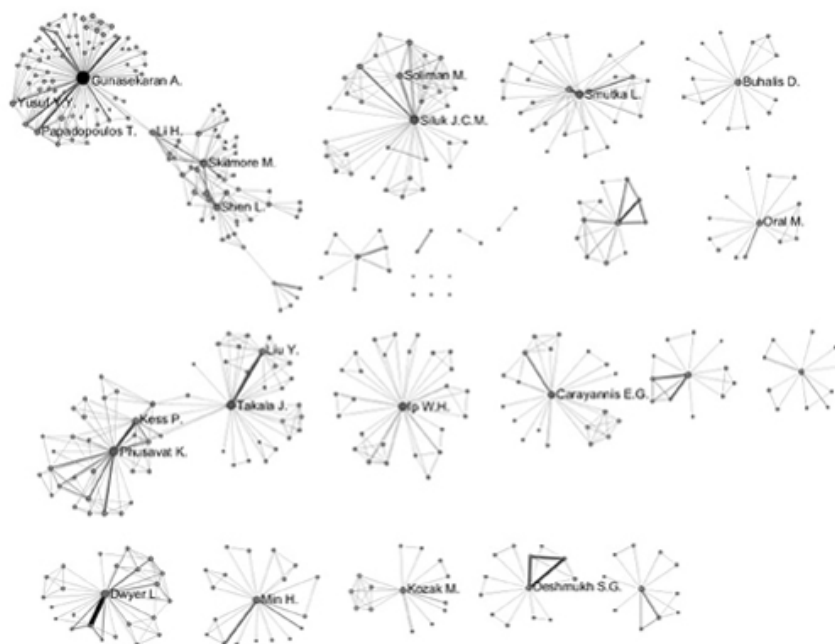 Gunasekaran A.
Yusuf Y.Y.
Papadopoulos T.
Li H.
Skitmore M.
Shen L.
Soliman M.
Siluk J.C.M.
Smutka L.
Buhalis D.
Oral M.
Liu Y.
Takala J.
Kess P.
Phusavat K.
Ip W.H.
Carayannis E.G.
Dwyer L.
Min H.
Kozak M.
Deshmukh S.G.